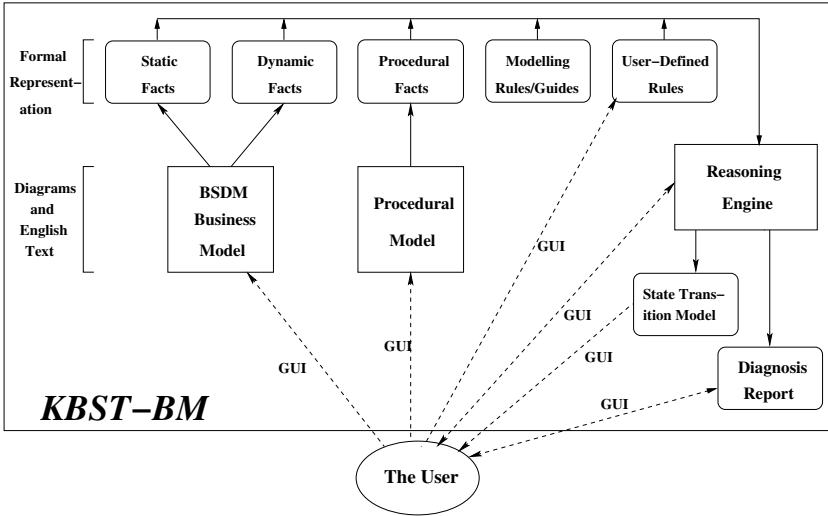 Formal
Represent-
ation
Static
Facts
Dynamic
Facts
Procedural
Facts
Modelling
Rules/Guides
User-Defined
Rules
Diagrams
and
English
Text
BSDM
Business
Model
Procedural
Model
Reasoning
Engine
GUI
State Trans-
ition Model
GUI
GUI
GUI
GUI
Diagnosis
Report
GUI
KBST-BM
The User